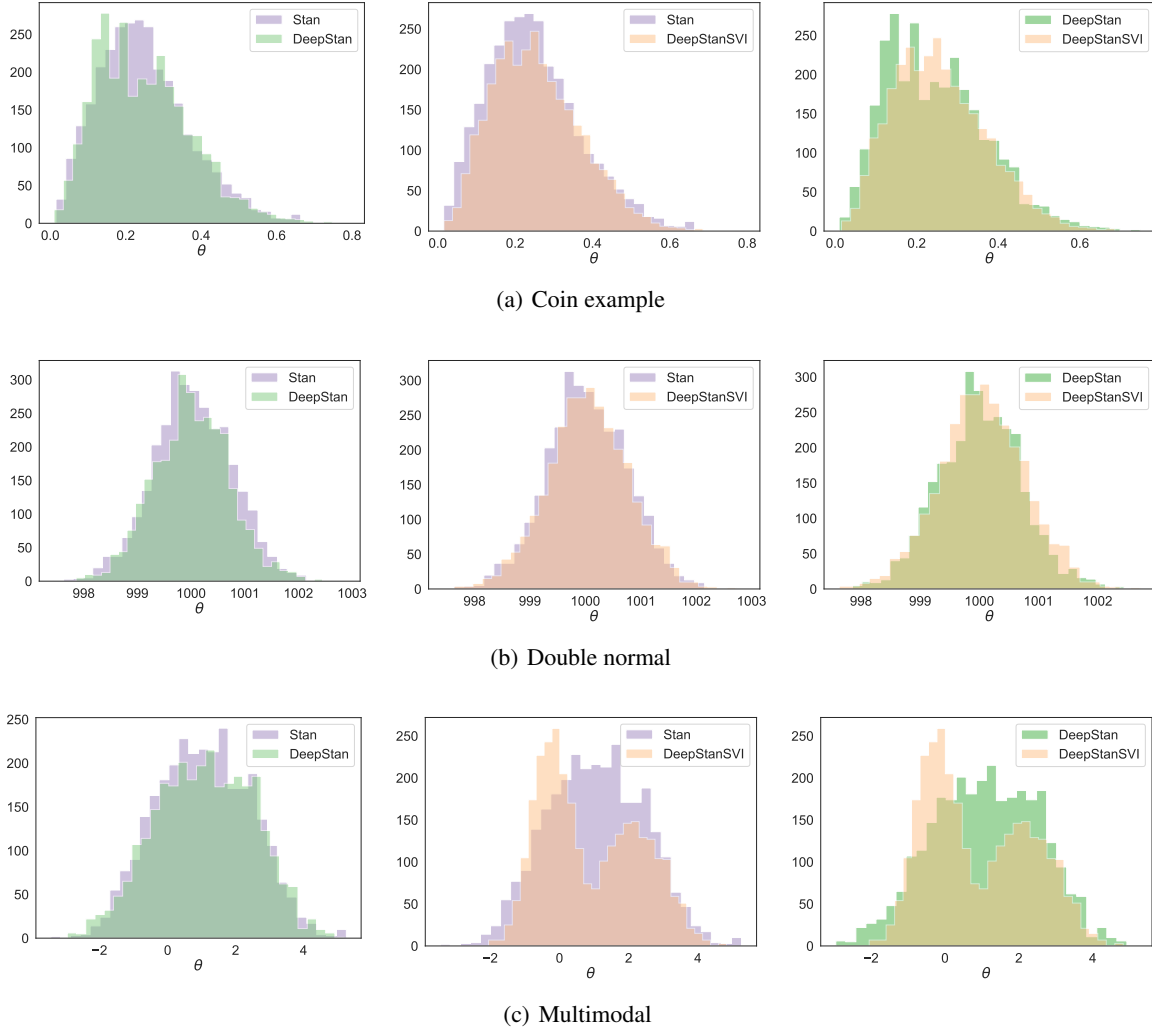 Stan
DeepStan
250
200
150
100
50
0
0.0 0.2 0.4 0.6 0.8
θ
Stan
DeepStanSVI
250
200
150
100
50
0
0.0 0.2 0.4 0.6 0.8
θ
DeepStan
DeepStanSVI
250
200
150
100
50
0
0.0 0.2 0.4 0.6
θ
(a) Coin example
Stan
DeepStan
300
250
200
150
100
50
0
998 999 1000 1001 1002 1003
θ
Stan
DeepStanSVI
300
250
200
150
100
50
0
998 999 1000 1001 1002 1003
θ
DeepStan
DeepStanSVI
300
250
200
150
100
50
0
998 999 1000 1001 1002
θ
(b) Double normal
Stan
DeepStan
250
200
150
100
50
0
−2 0 2 4
θ
Stan
DeepStanSVI
250
200
150
100
50
0
−2 0 2 4
θ
DeepStan
DeepStanSVI
250
200
150
100
50
0
−2 0 2 4
θ
(c) Multimodal